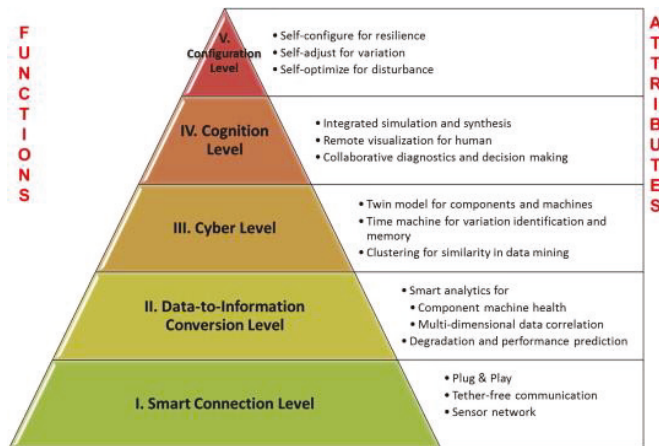 FUNCTIONS
ATTRIBUTES
V.
Configuration
Level
• Self-configure for resilience
• Self-adjust for variation
• Self-optimize for disturbance
IV. Cognition
Level
• Integrated simulation and synthesis
• Remote visualization for human
• Collaborative diagnostics and decision making
III. Cyber Level
• Twin model for components and machines
• Time machine for variation identification and
memory
• Clustering for similarity in data mining
II. Data-to-Information
Conversion Level
• Smart analytics for
• Component machine health
• Multi-dimensional data correlation
• Degradation and performance prediction
I. Smart Connection Level
• Plug & Play
• Tether-free communication
• Sensor network